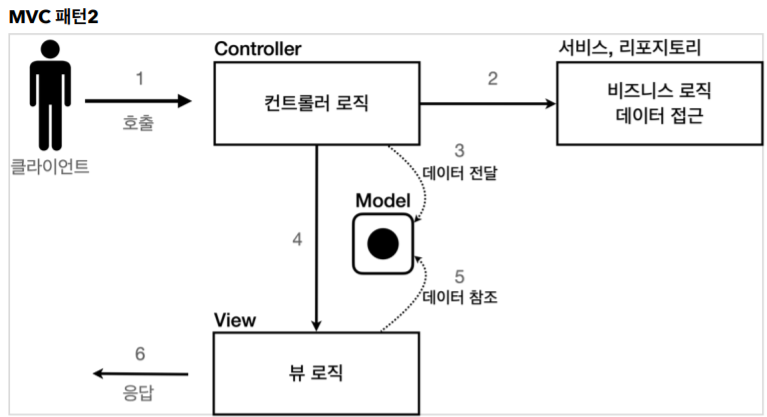 MVC 패턴2
Controller
서비스, 리포지토리
1
호출
클라이언트
컨트롤러 로직
2
비즈니스 로직
데이터 접근
3
데이터 전달
Model
4
5
데이터 참조
View
뷰 로직
6
응답